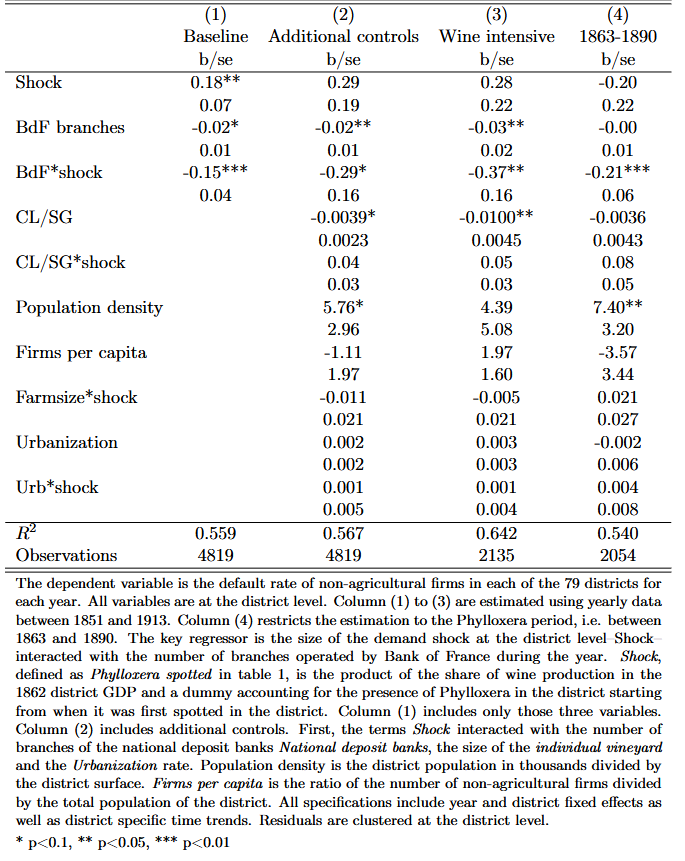 (1) (2) (3) (4)
Baseline Additional controls Wine intensive 1863-1890
b/se b/se b/se b/se
Shock 0.18** 0.29 0.28 -0.20
0.07 0.19 0.22 0.22
BdF branches -0.02* -0.02** -0.03** -0.00
0.01 0.01 0.02 0.01
BdF*shock -0.15*** -0.29* -0.37** -0.21***
0.04 0.16 0.16 0.06
CL/SG -0.0039* -0.0100** -0.0036
0.0023 0.0045 0.0043
CL/SG*shock 0.04 0.05 0.08
0.03 0.03 0.05
Population density 5.76* 4.39 7.40**
2.96 5.08 3.20
Firms per capita -1.11 1.97 -3.57
1.97 1.60 3.44
Farmsize*shock -0.011 -0.005 0.021
0.021 0.021 0.027
Urbanization 0.002 0.003 -0.002
0.002 0.003 0.006
Urb*shock 0.001 0.001 0.004
0.005 0.004 0.008
R² 0.559 0.567 0.642 0.540
Observations 4819 4819 2135 2054
The dependent variable is the default rate of non-agricultural firms in each of the 79 districts for
each year. All variables are at the district level. Column (1) to (3) are estimated using yearly data
between 1851 and 1913. Column (4) restricts the estimation to the Phylloxera period, i.e. between
1863 and 1890. The key regressor is the size of the demand shock at the district level–Shock–
interacted with the number of branches operated by Bank of France during the year. Shock,
defined as Phylloxera spotted in table 1, is the product of the share of wine production in the
1862 district GDP and a dummy accounting for the presence of Phylloxera in the district starting
from when it was first spotted in the district. Column (1) includes only those three variables.
Column (2) includes additional controls. First, the terms Shock interacted with the number of
branches of the national deposit banks National deposit banks, the size of the individual vineyard
and the Urbanization rate. Population density is the district population in thousands divided by
the district surface. Firms per capita is the ratio of the number of non-agricultural firms divided
by the total population of the district. All specifications include year and district fixed effects as
well as district specific time trends. Residuals are clustered at the district level.
* p<0.1, ** p<0.05, *** p<0.01